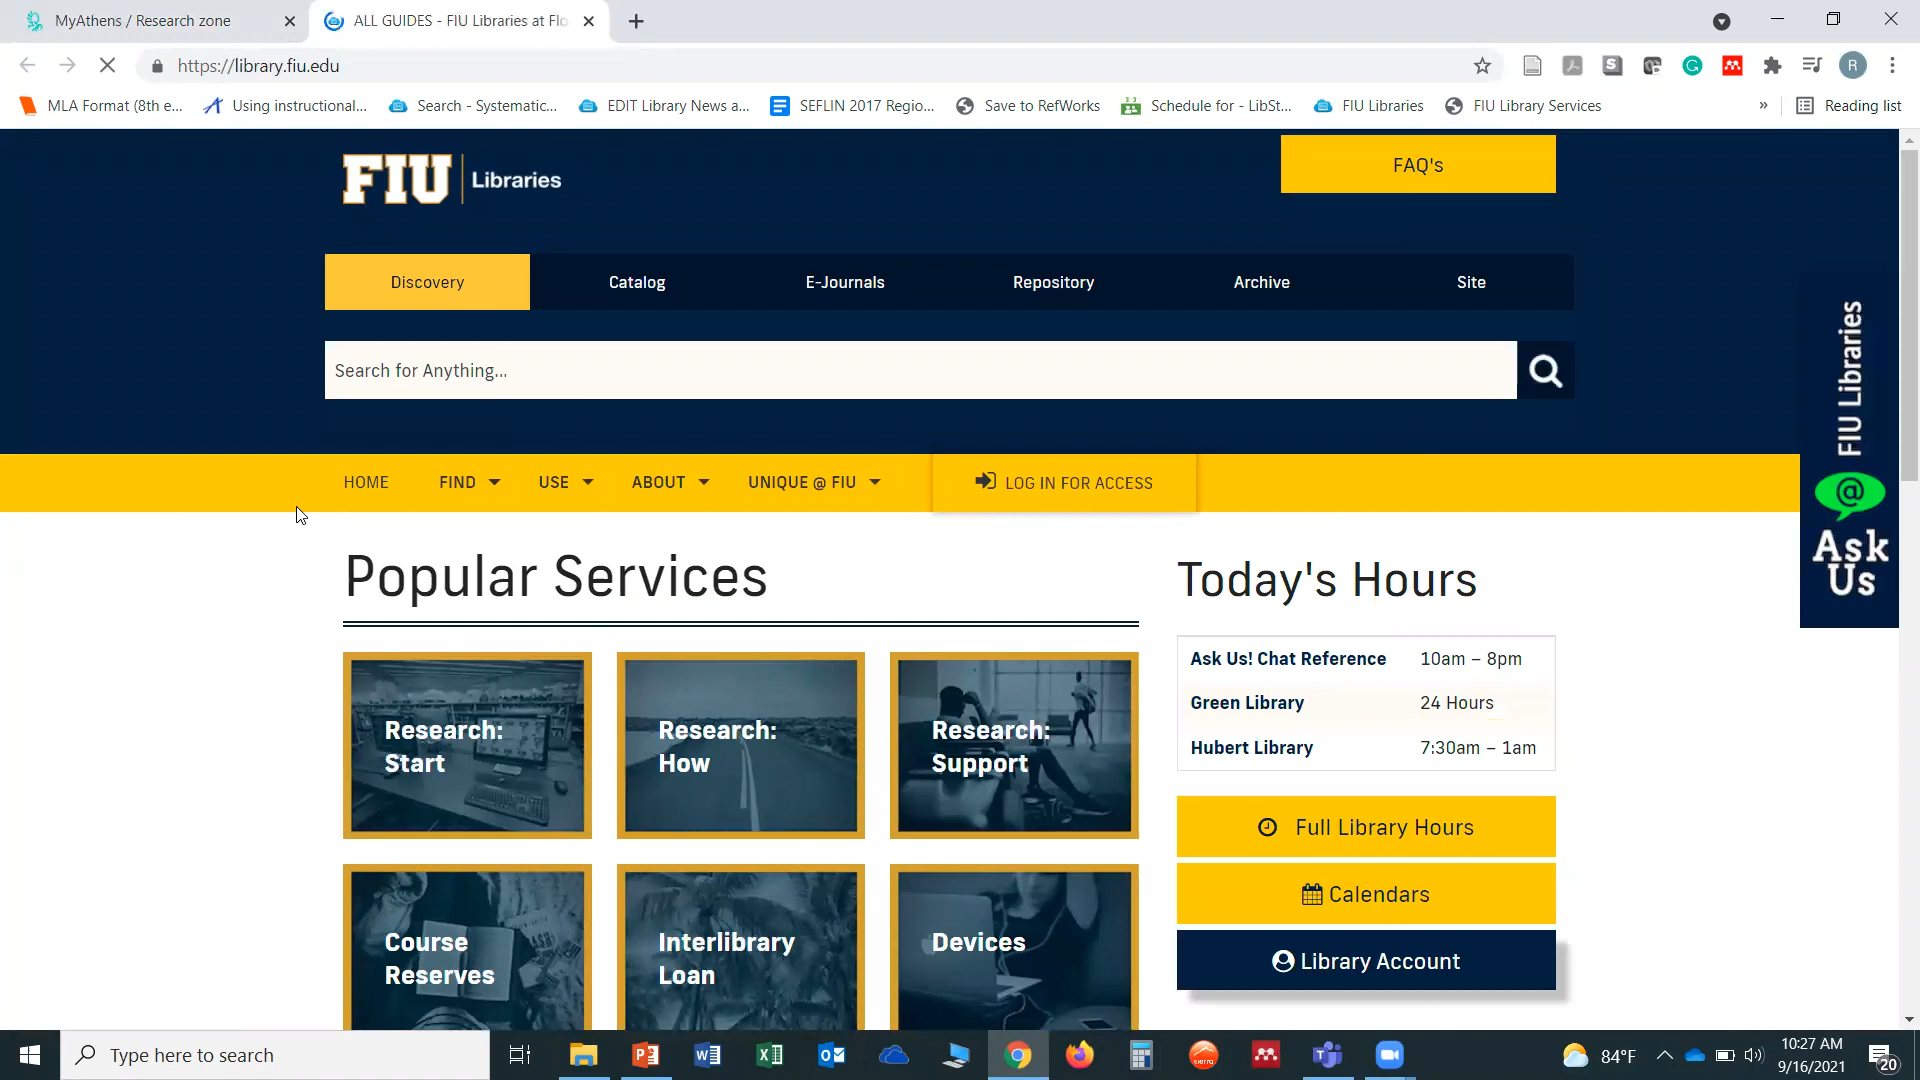 MyAthens / Research zone
ALL GUIDES - FIU Libraries at Flo
https://library.fiu.edu
R
MLA Format (8th e...
Using instructional...
Search - Systematic...
EDIT Library News a...
SEFLIN 2017 Regio...
Save to RefWorks
Schedule for - LibSt...
FIU Libraries
FIU Library Services
»
Reading list
FIU Libraries
FAQ's
Discovery
Catalog
E-Journals
Repository
Archive
Site
Search for Anything...
HOME
FIND
USE
ABOUT
UNIQUE @ FIU
LOG IN FOR ACCESS
FIU Libraries
@
Ask
Us
Popular Services
Research:
Start
Research:
How
Research:
Support
Course
Reserves
Interlibrary
Loan
Devices
Today's Hours
Ask Us! Chat Reference 10am – 8pm
Green Library 24 Hours
Hubert Library 7:30am – 1am
Full Library Hours
Calendars
Library Account
Type here to search
84°F
10:27 AM
9/16/2021
20